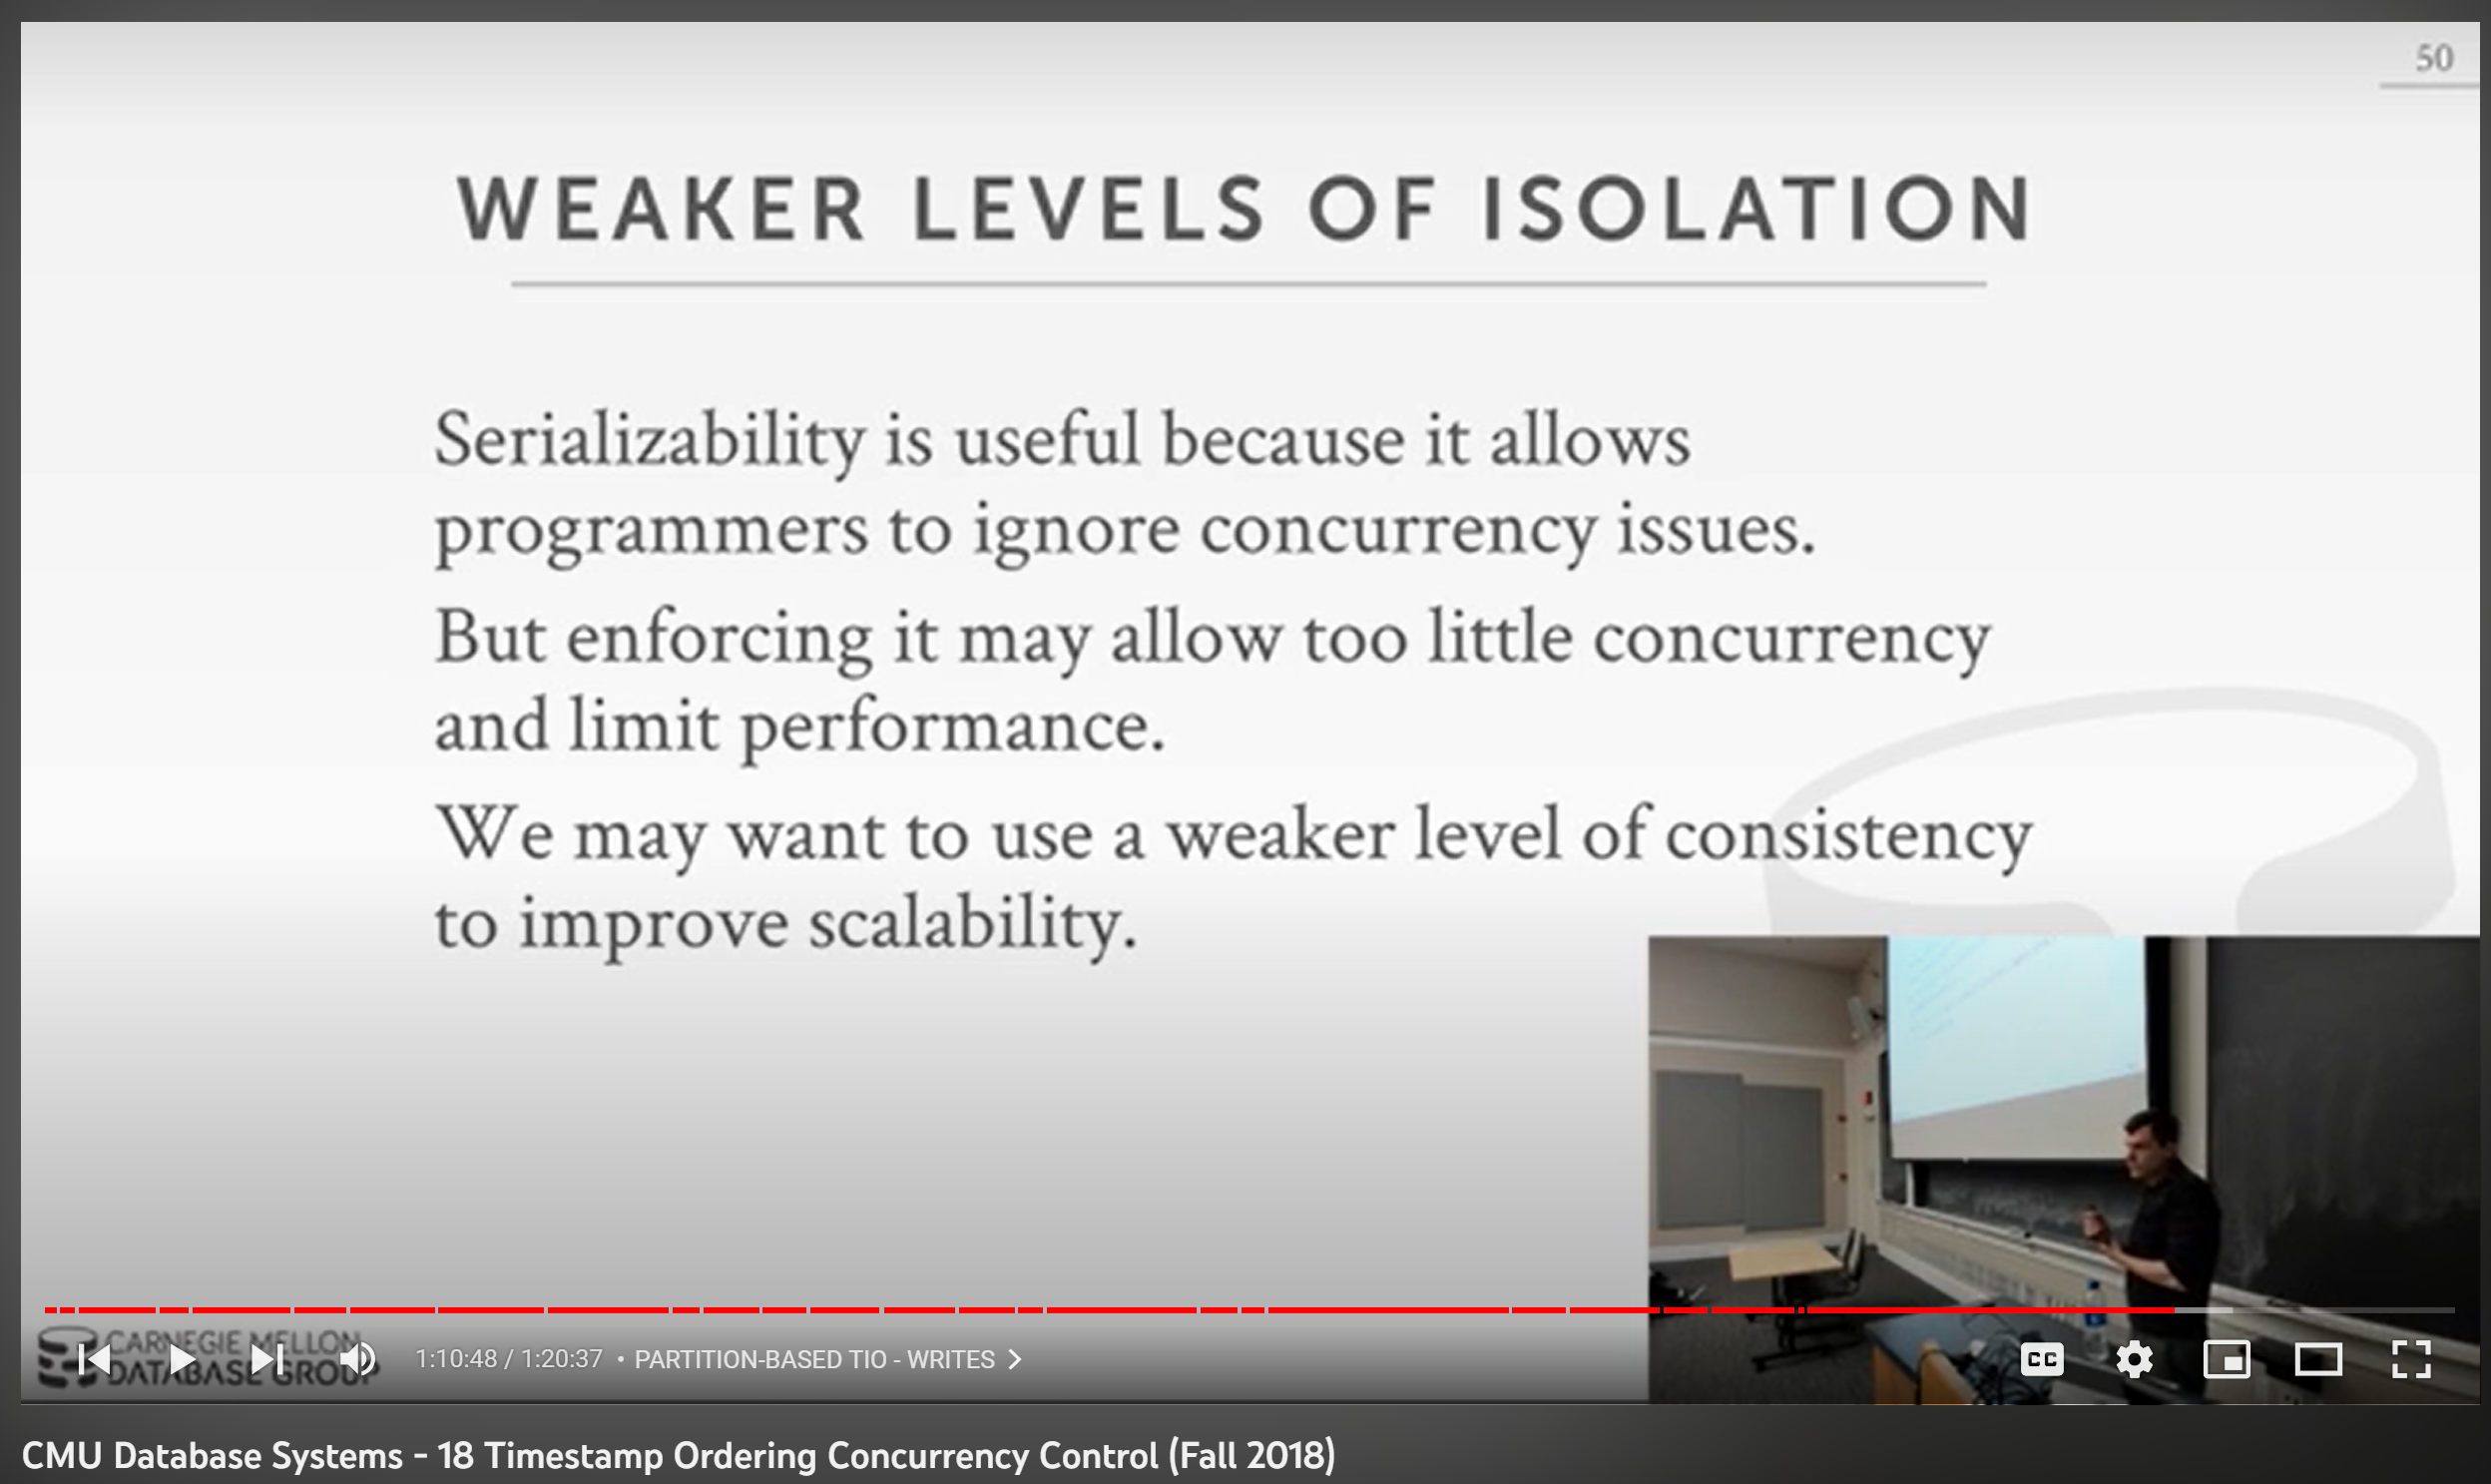 50
WEAKER LEVELS OF ISOLATION
Serializability is useful because it allows
programmers to ignore concurrency issues.
But enforcing it may allow too little concurrency
and limit performance.
We may want to use a weaker level of consistency
to improve scalability.
CARNEGIE MELLON
DATABASE GROUP
1:10:48 / 1:20:37 • PARTITION-BASED TIO - WRITES
CC
CMU Database Systems - 18 Timestamp Ordering Concurrency Control (Fall 2018)